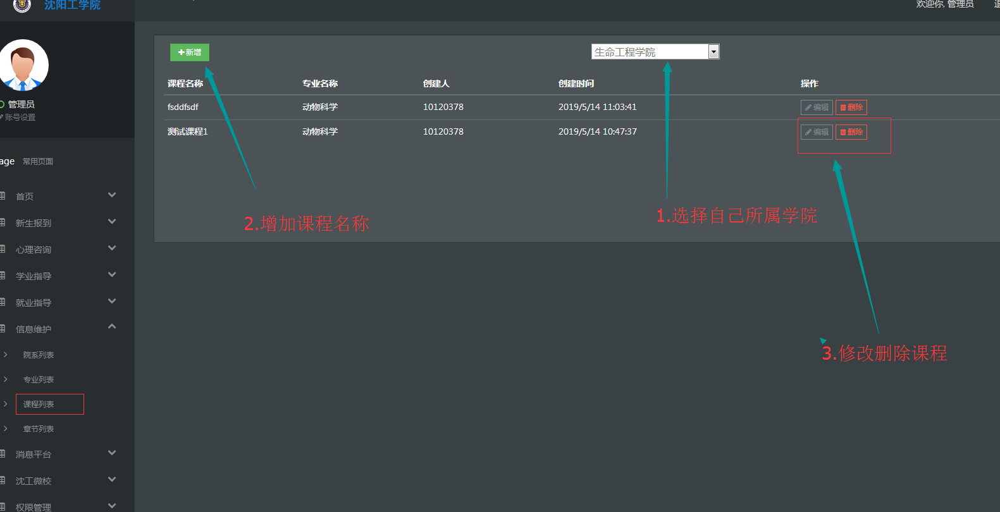 沈阳工学院
欢迎你, 管理员
管理员
账号设置
age 常用页面
首页
新生报到
心理咨询
学业指导
就业指导
信息维护
院系列表
专业列表
课程列表
章节列表
消息平台
沈工微校
权限管理
新增
生命工程学院
课程名称 专业名称 创建人 创建时间 操作
fsddfsdf 动物科学 10120378 2019/5/14 11:03:41 编辑 删除
测试课程1 动物科学 10120378 2019/5/14 10:47:37 编辑 删除
1.选择自己所属学院
2.增加课程名称
3.修改删除课程